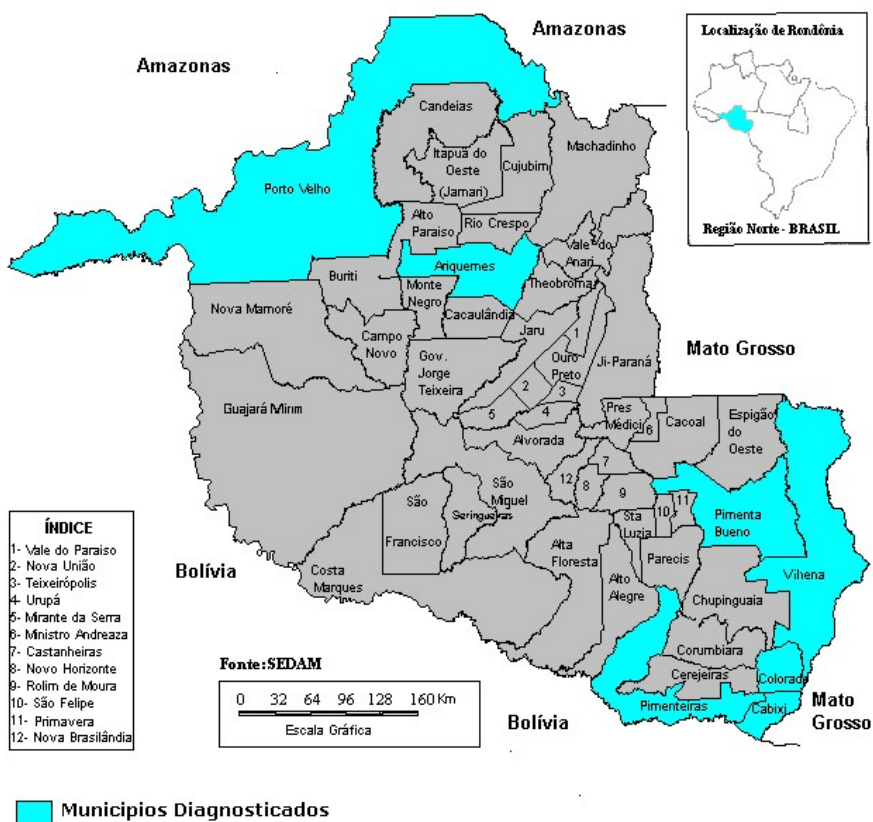 Amazonas
Amazonas
Localização de Rondônia
Região Norte - BRASIL
Candeias
Itapuã do
Oeste
(Jamari)
Cujubim
Machadinho
Porto Velho
Alto
Paraiso
Rio Crespo
Vale do
Anari
Ariquemes
Buriti
Monte
Negro
Theobroma
Nova Mamoré
Cacaulândia
Jaru
1
Campo
Novo
Gov.
Jorge
Teixeira
Ouro
Preto
Ji-Paraná
Mato Grosso
2
3
Guajará Mirim
5
4
Pres
Médici
6
Cacoal
Espigão
do
Oeste
Alvorada
7
12
8
9
São
Miquel
Seringueiras
São
Francisco
Sta
Luzia
10
11
Pimenta
Bueno
Alta
Floresta
Parecis
Bolívia
Costa
Marques
Alto
Alegre
Vihena
Chupinguaia
Corumbiara
Cerejeiras
Colorado
Pimenteiras
Cabixi
Mato
Grosso
Bolívia
ÍNDICE
1- Vale do Paraiso
2- Nova União
3- Teixeirópolis
4- Urupá
5- Mirante da Serra
6- Ministro Andreaza
7- Castanheiras
8- Novo Horizonte
9- Rolim de Moura
10- São Felipe
11- Primavera
12- Nova Brasilândia
Fonte:SEDAM
0 32 64 96 128 160 Km
Escala Gráfica
Municipios Diagnosticados